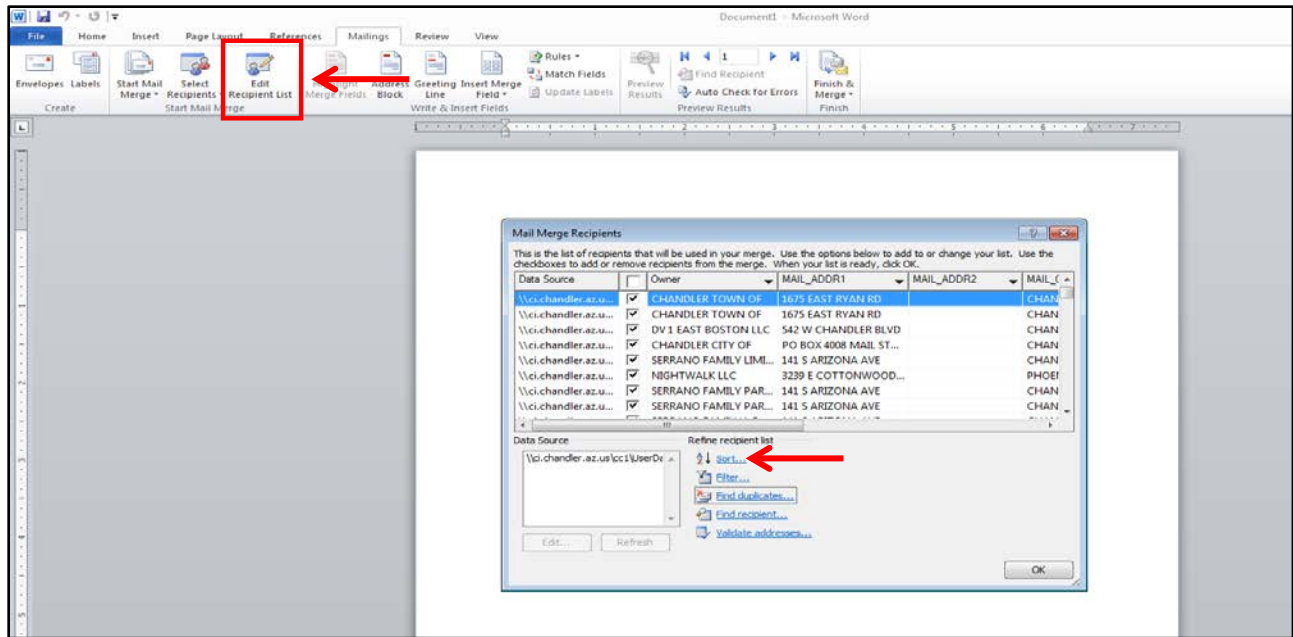 Document1 - Microsoft Word
File Home Insert Page Layout References Mailings Review View
Envelopes Labels Start Mail Merge Select Recipients Edit Recipient List Merge Fields Address Block Greeting Line Insert Merge Field Rules Match Fields Update Labels Preview Results 1 Find Recipient Auto Check for Errors Finish & Merge
Create Start Mail Merge Write & Insert Fields Preview Results Finish
1 2 3 4 5 6 7
Mail Merge Recipients
This is the list of recipients that will be used in your merge. Use the options below to add to or change your list. Use the
checkboxes to add or remove recipients from the merge. When your list is ready, click OK.
Data Source Owner MAIL_ADDR1 MAIL_ADDR2 MAIL_C
\\ci.chandler.az.u... CHANDLER TOWN OF 1675 EAST RYAN RD CHAN
\\ci.chandler.az.u... CHANDLER TOWN OF 1675 EAST RYAN RD CHAN
\\ci.chandler.az.u... DV 1 EAST BOSTON LLC 542 W CHANDLER BLVD CHAN
\\ci.chandler.az.u... CHANDLER CITY OF PO BOX 4008 MAIL ST... CHAN
\\ci.chandler.az.u... SERRANO FAMILY LIMI... 141 S ARIZONA AVE CHAN
\\ci.chandler.az.u... NIGHTWALK LLC 3239 E COTTONWOOD... PHOEI
\\ci.chandler.az.u... SERRANO FAMILY PAR... 141 S ARIZONA AVE CHAN
\\ci.chandler.az.u... SERRANO FAMILY PAR... 141 S ARIZONA AVE CHAN
Data Source Refine recipient list
\\ci.chandler.az.us\cc1\UserDa
Sort...
Filter...
Find duplicates...
Find recipient...
Validate addresses...
Edit... Refresh
OK